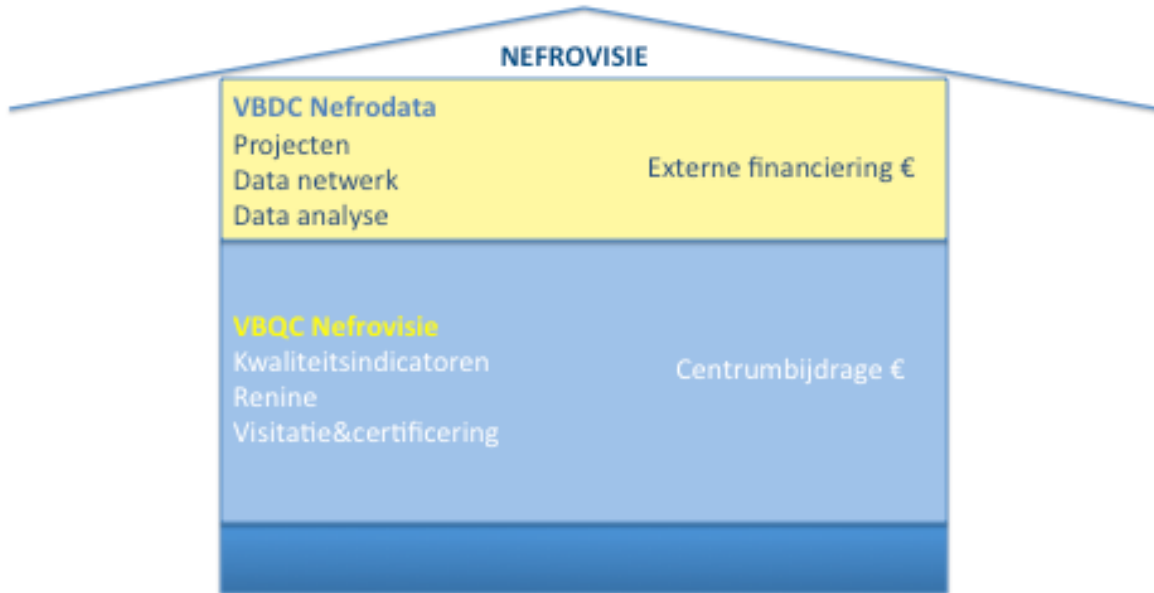 NEFROVISIE
VBDC Nefrodata
Projecten
Data netwerk
Data analyse
Externe financiering €
VBQC Nefrovisie
Kwaliteitsindicatoren
Renine
Visitatie&certificering
Centrumbijdrage €